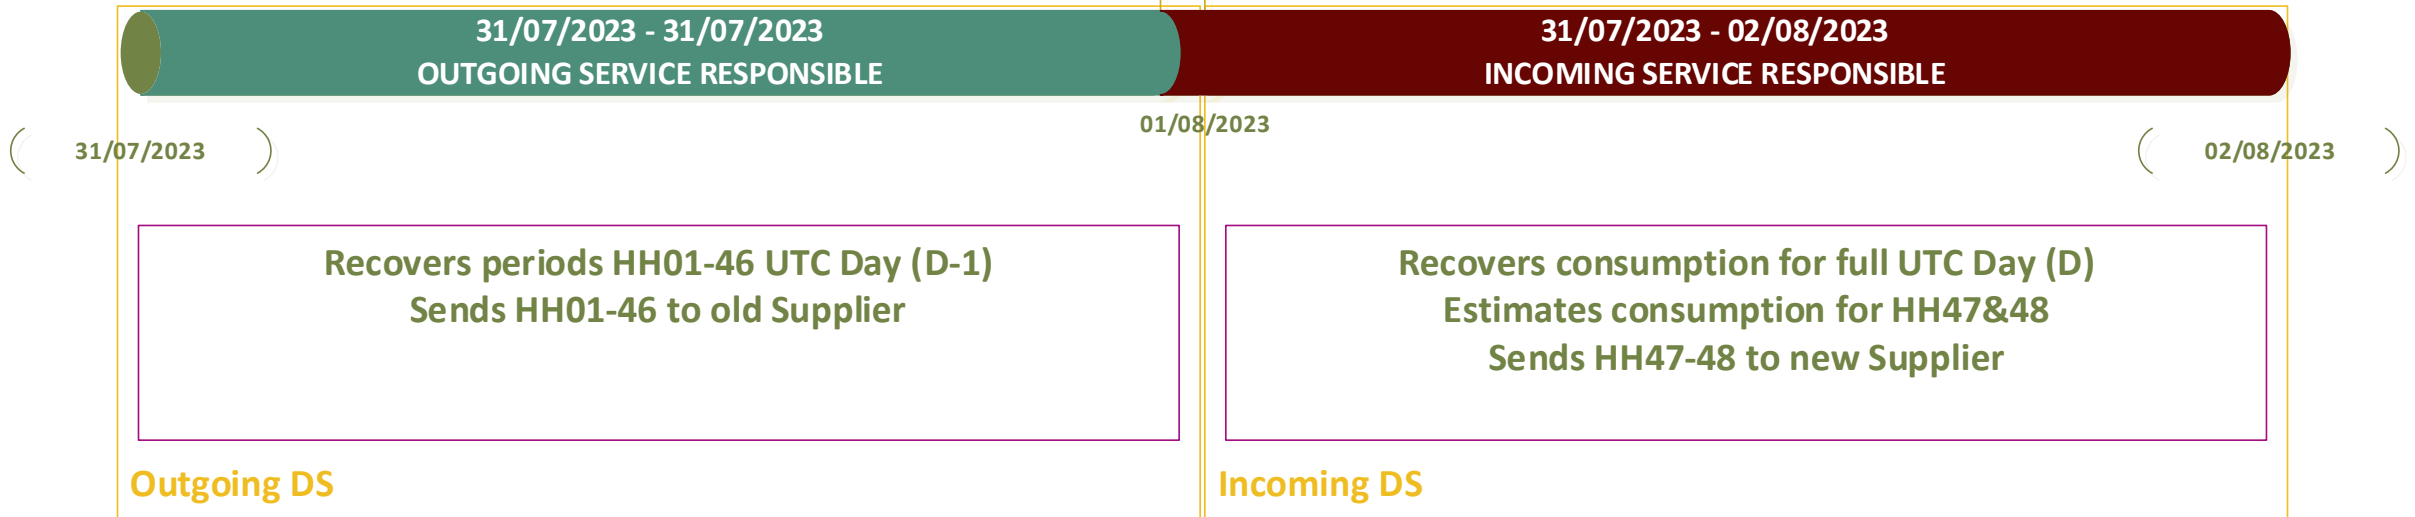 31/07/2023 - 31/07/2023
OUTGOING SERVICE RESPONSIBLE
31/07/2023 - 02/08/2023
INCOMING SERVICE RESPONSIBLE
01/08/2023
31/07/2023
02/08/2023
Recovers periods HH01-46 UTC Day (D-1)
Sends HH01-46 to old Supplier
Recovers consumption for full UTC Day (D)
Estimates consumption for HH47&48
Sends HH47-48 to new Supplier
Outgoing DS
Incoming DS